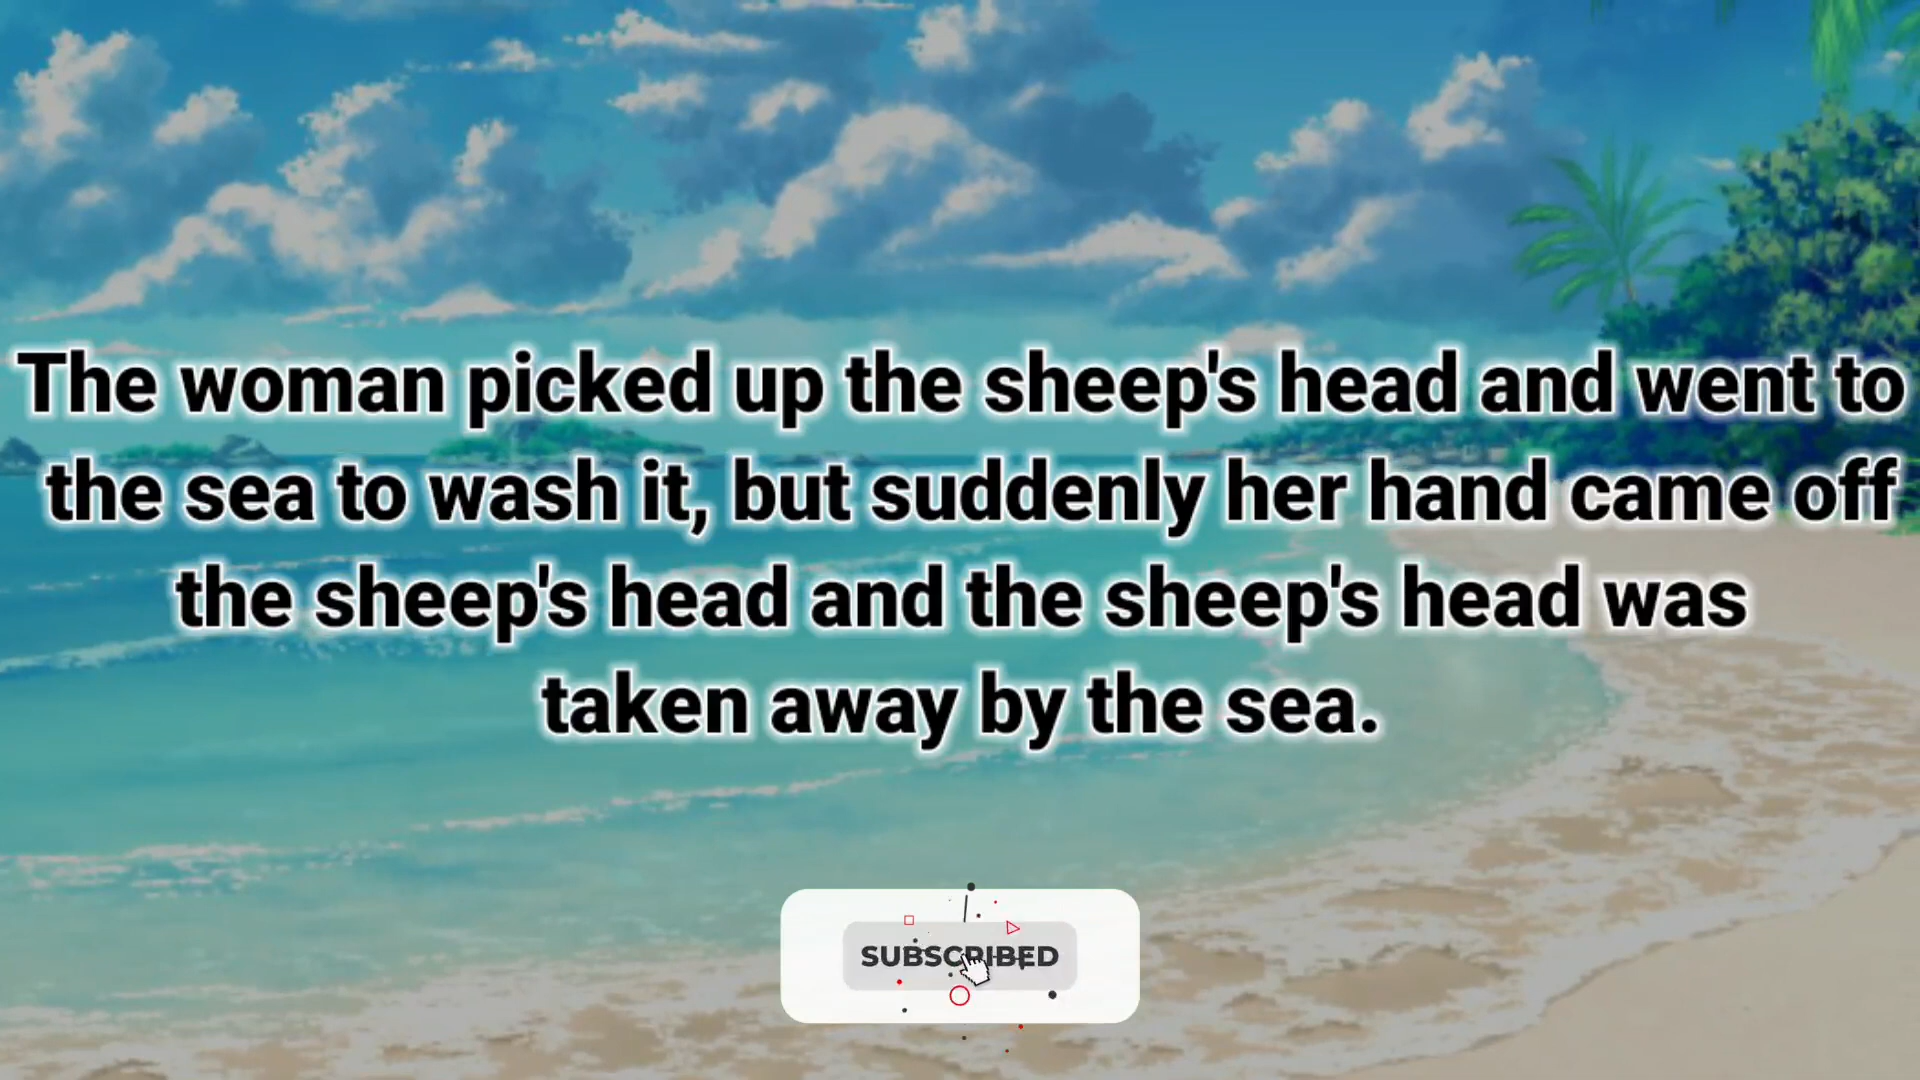 The woman picked up the sheep's head and went to
the sea to wash it, but suddenly her hand came off
the sheep's head and the sheep's head was
taken away by the sea.
SUBSCRIBED